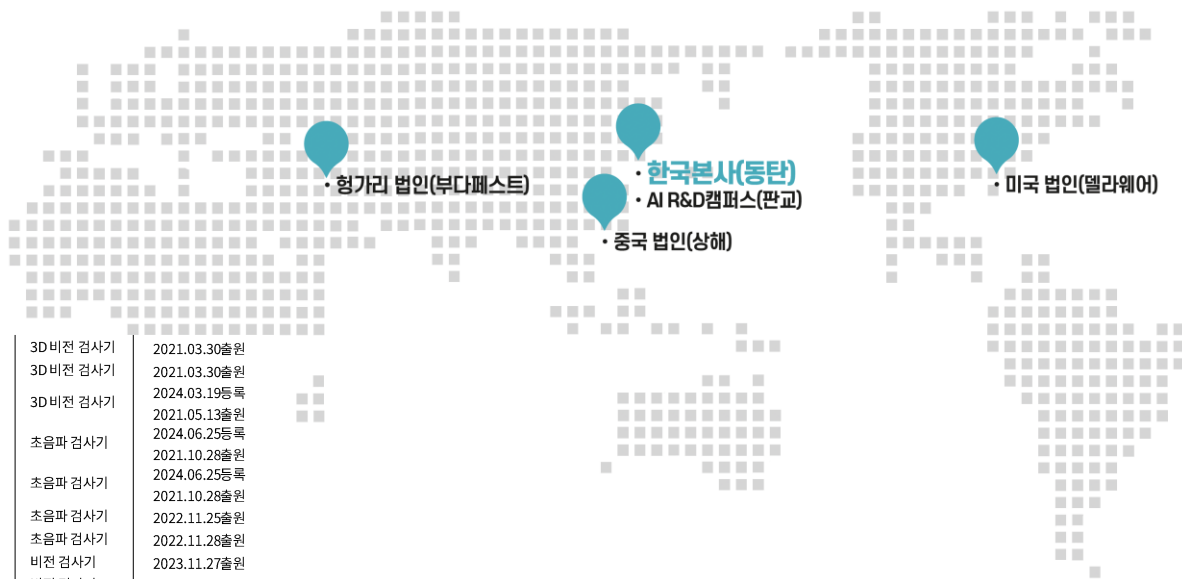 • 헝가리 법인(부다페스트)
• 한국본사(동탄)
• AI R&D캠퍼스(판교)
• 중국 법인(상해)
• 미국 법인(델라웨어)
3D 비전 검사기 2021.03.30출원
3D 비전 검사기 2021.03.30출원
3D 비전 검사기 2024.03.19등록
2021.05.13출원
초음파 검사기 2024.06.25등록
2021.10.28출원
초음파 검사기 2024.06.25등록
2021.10.28출원
초음파 검사기 2022.11.25출원
초음파 검사기 2022.11.28출원
비전 검사기 2023.11.27출원